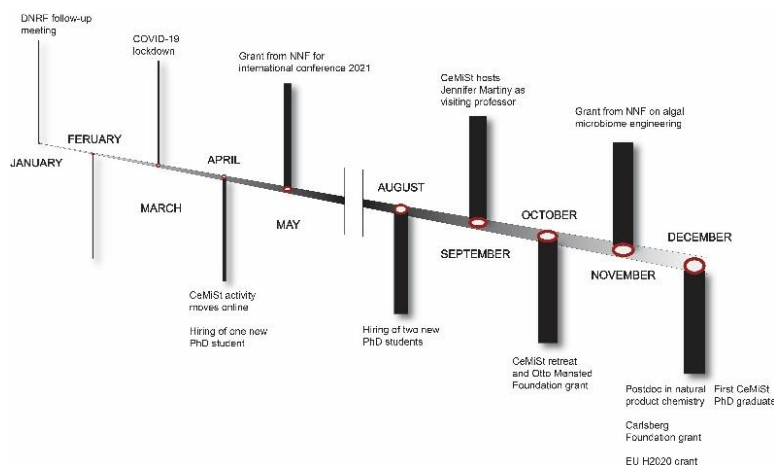 DNRF follow-up
meeting
COVID-19
lockdown
Grant from NNF for
international conference 2021
CeMiSt hosts
Jennifer Martiny as
visiting professor
Grant from NNF on algal
microbiome engineering
JANUARY
FERUARY
MARCH
APRIL
MAY
AUGUST
SEPTEMBER
OCTOBER
NOVEMBER
DECEMBER
CeMiSt activity
moves online
Hiring of one new
PhD student
Hiring of two new
PhD students
CeMiSt retreat
and Otto Mønsted
Foundation grant
Postdoc in natural
product chemistry
Carlsberg
Foundation grant
EU H2020 grant
First CeMiSt
PhD graduate